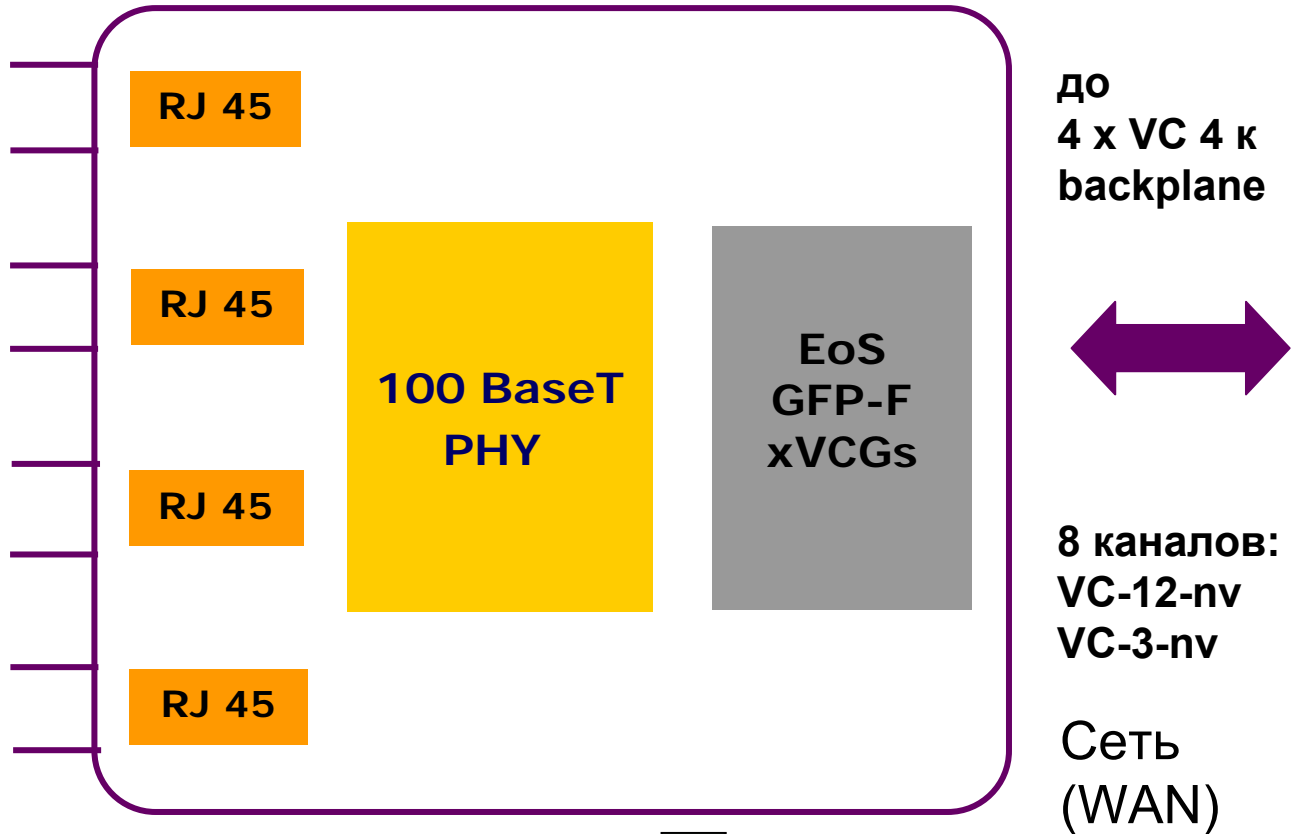 RJ 45
RJ 45
RJ 45
RJ 45
100 BaseT
PHY
EoS
GFP-F
xVCGs
до
4 x VC 4 к
backplane
8 каналов:
VC-12-nv
VC-3-nv
Сеть
(WAN)